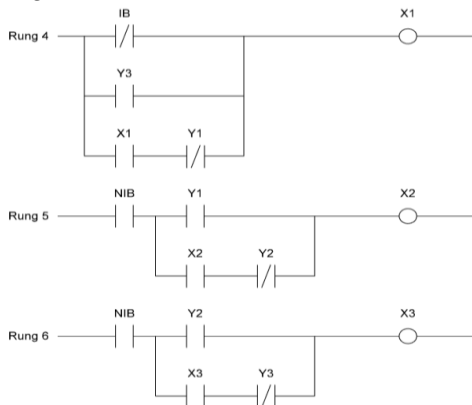 IB X1
Rung 4
Y3
X1 Y1
NIB Y1 X2
Rung 5
X2 Y2
NIB Y2 X3
Rung 6
X3 Y3